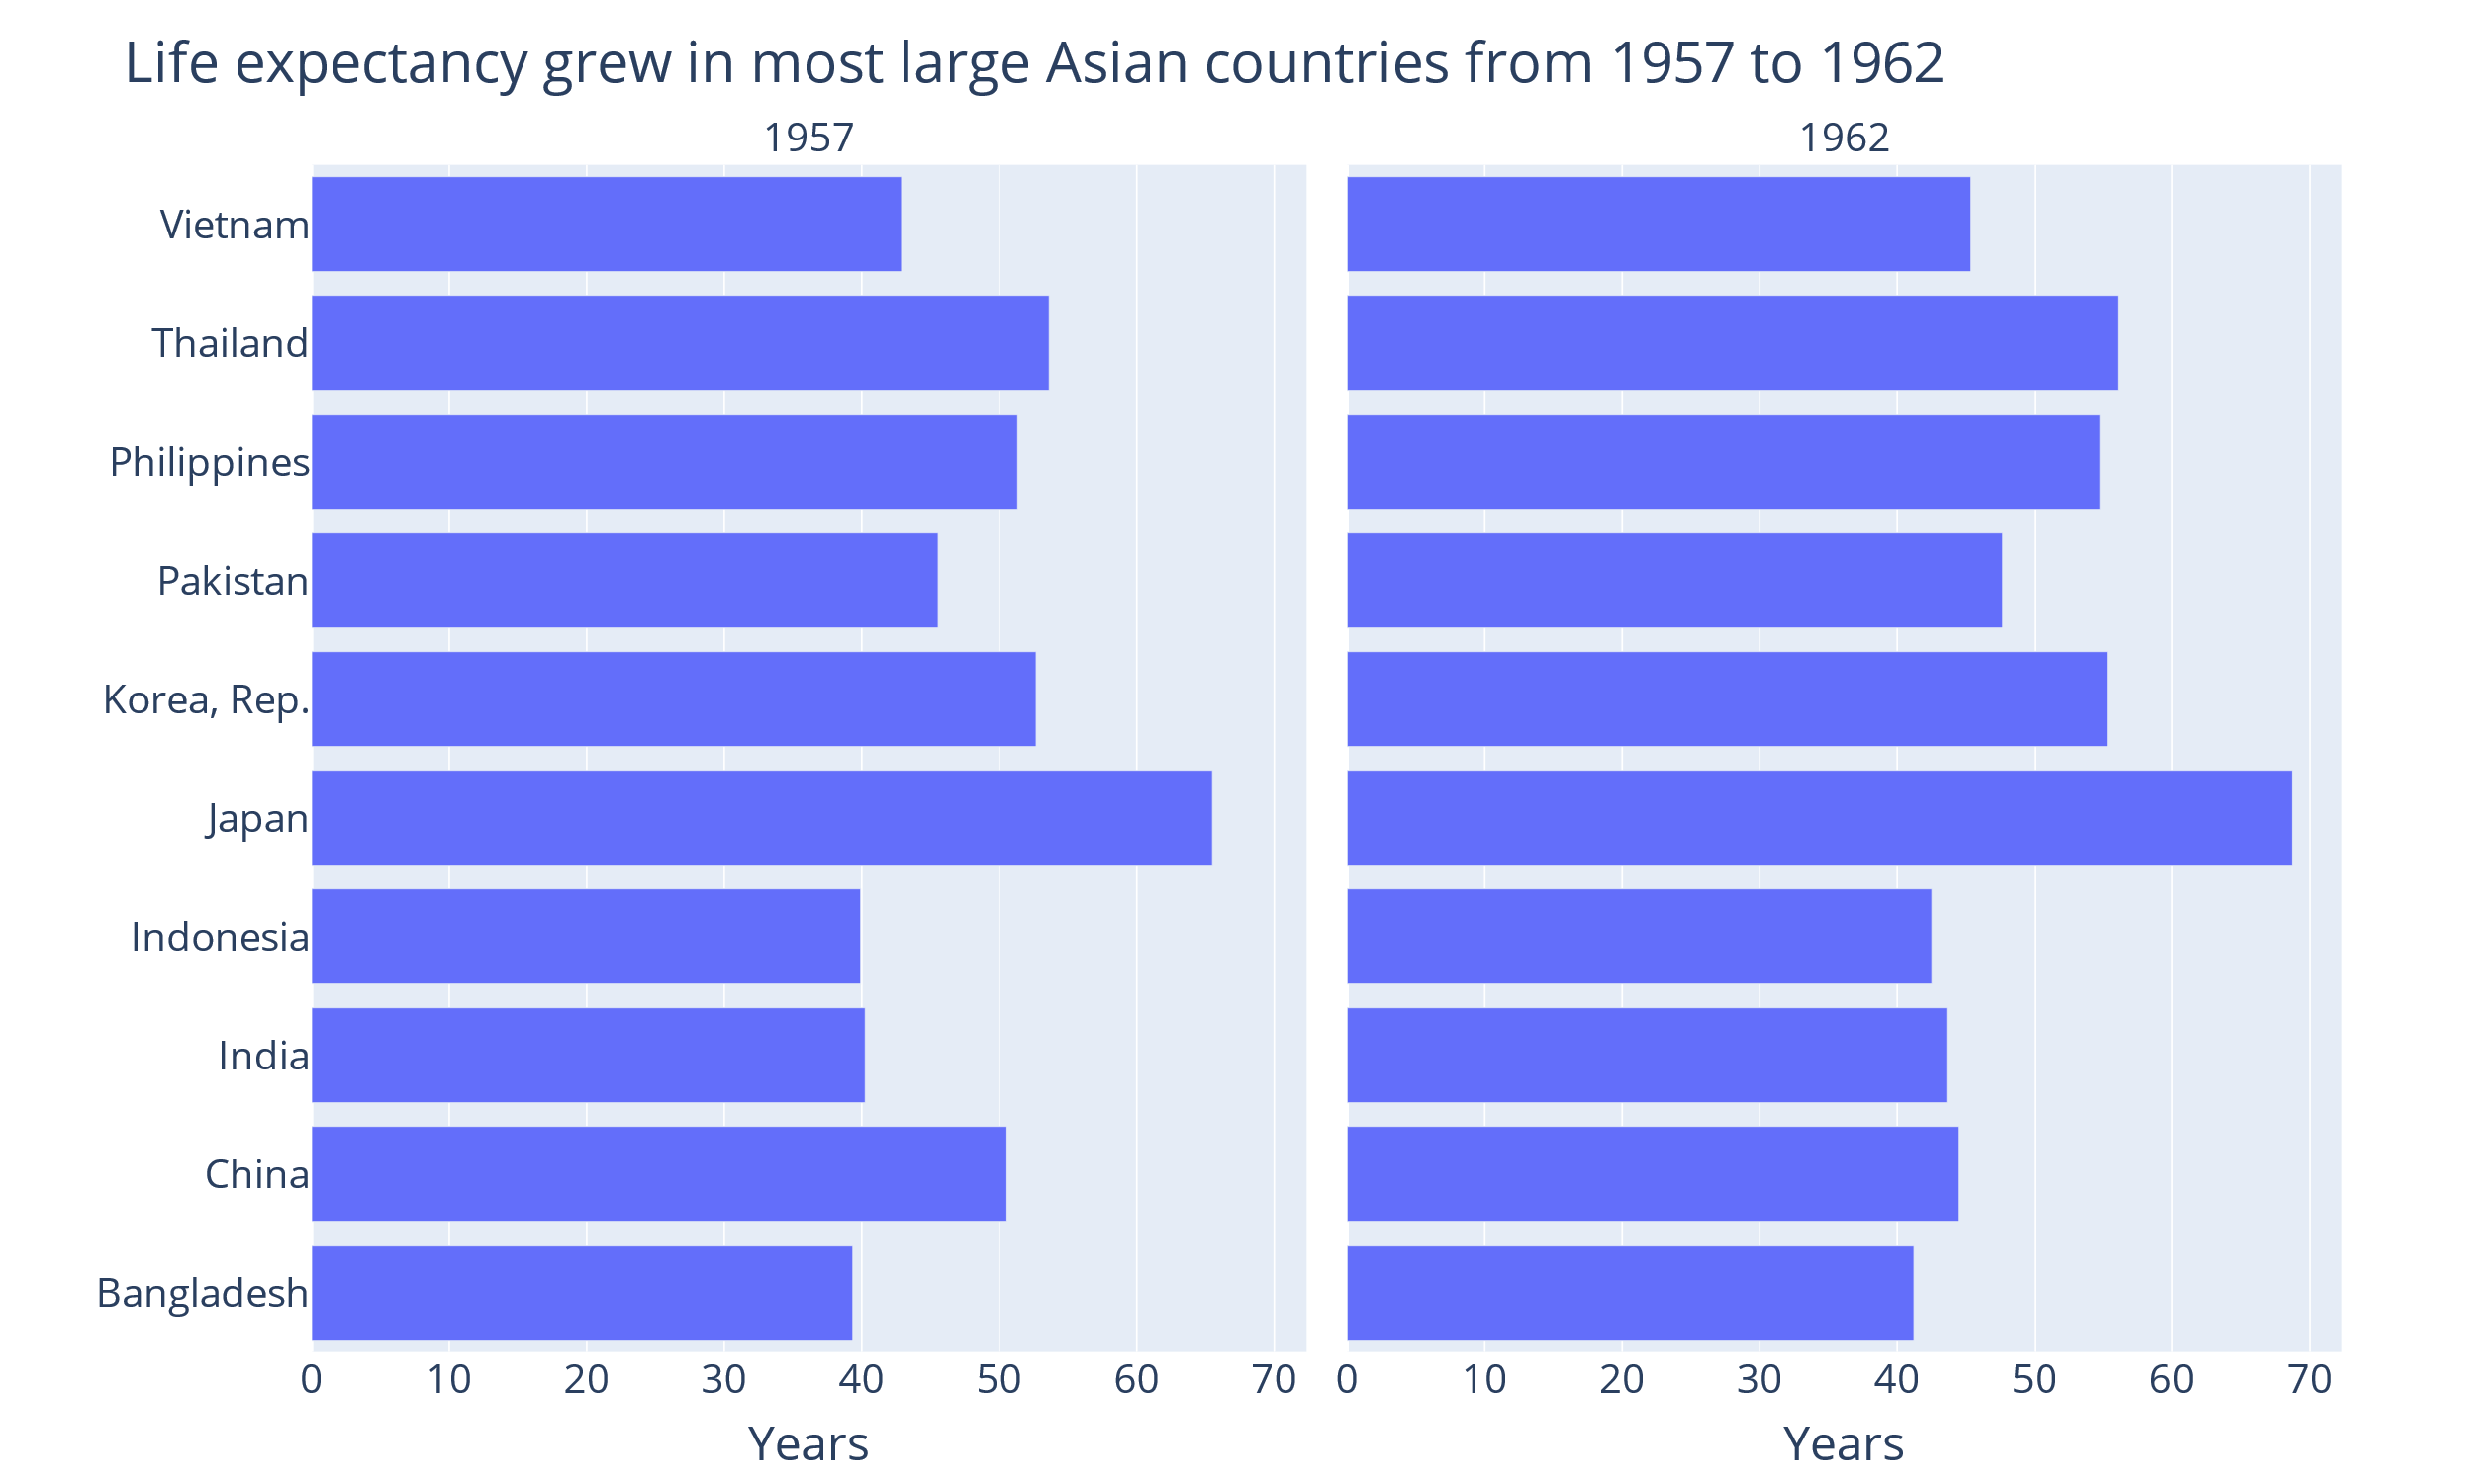 Life expectancy grew in most large Asian countries from 1957 to 1962
1957
1962
Vietnam
Thailand
Philippines
Pakistan
Korea, Rep.
Japan
Indonesia
India
China
Bangladesh
0 10 20 30 40 50 60 70
0 10 20 30 40 50 60 70
Years
Years